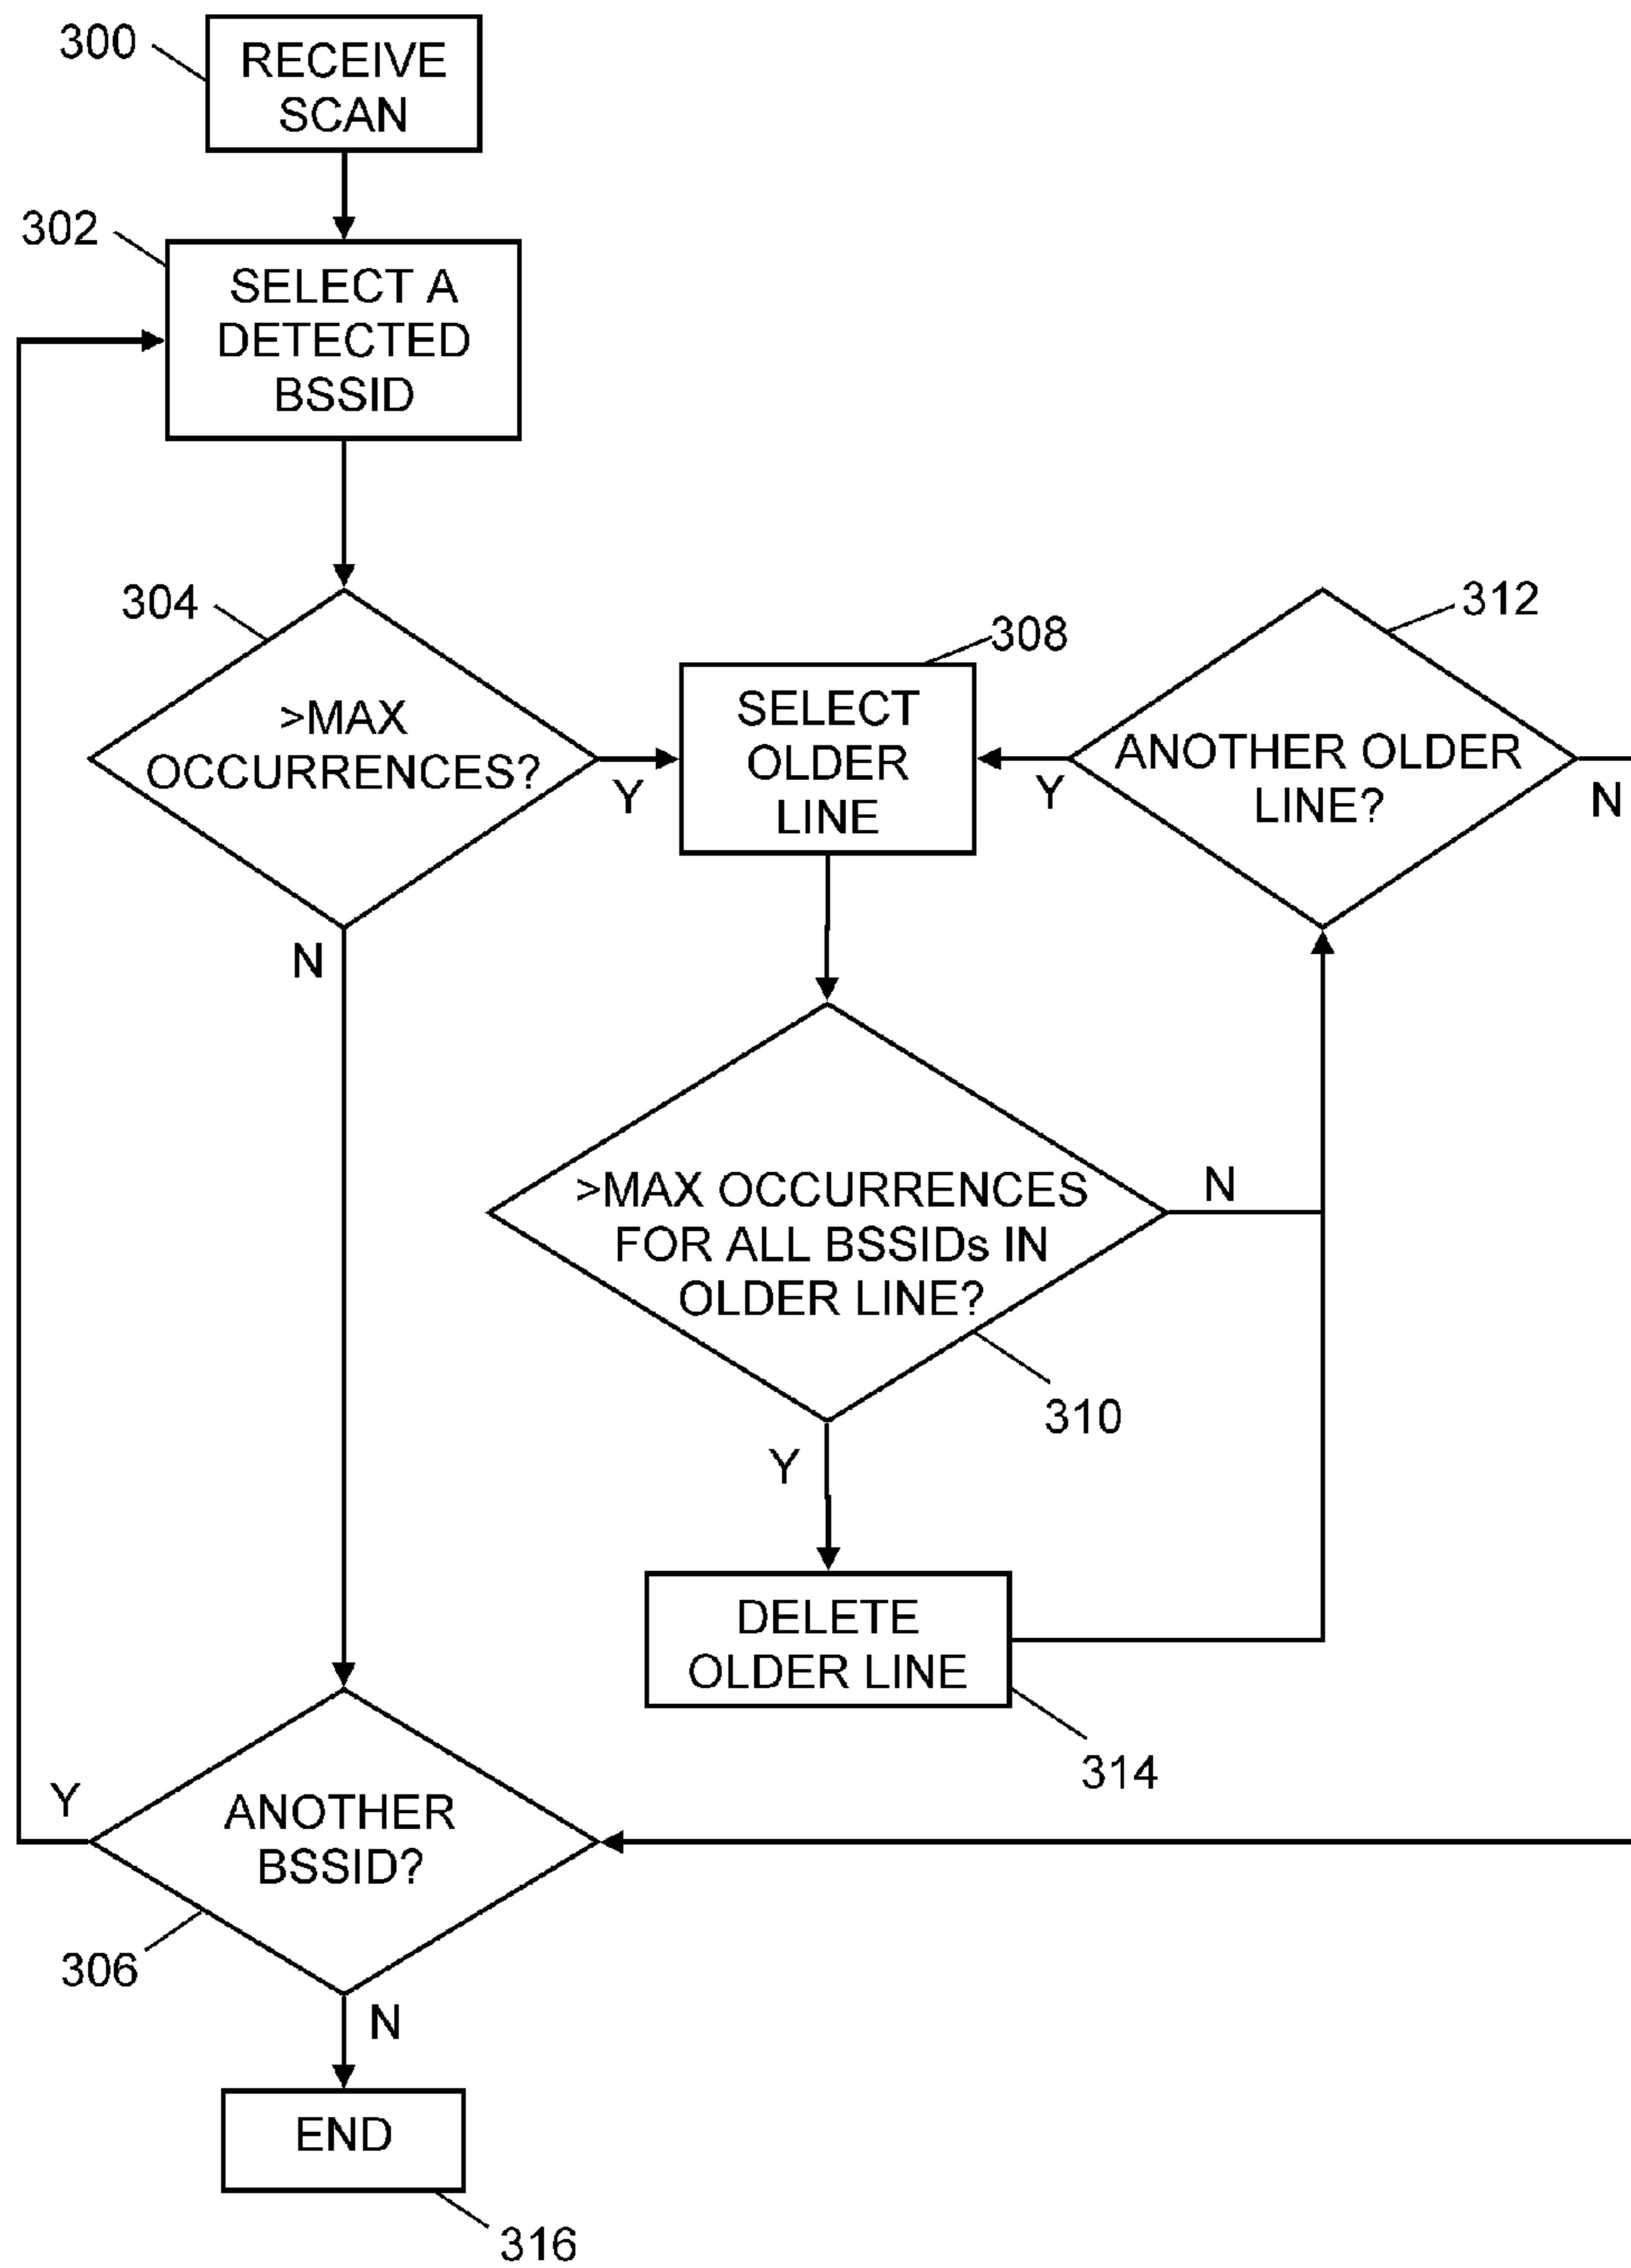 300
RECEIVE
SCAN
302
SELECT A
DETECTED
BSSID
304
>MAX
OCCURRENCES?
Y
N
308
SELECT
OLDER
LINE
312
ANOTHER OLDER
LINE?
Y
N
>MAX OCCURRENCES
FOR ALL BSSIDs IN
OLDER LINE?
N
310
Y
DELETE
OLDER LINE
314
Y
ANOTHER
BSSID?
306
N
END
316